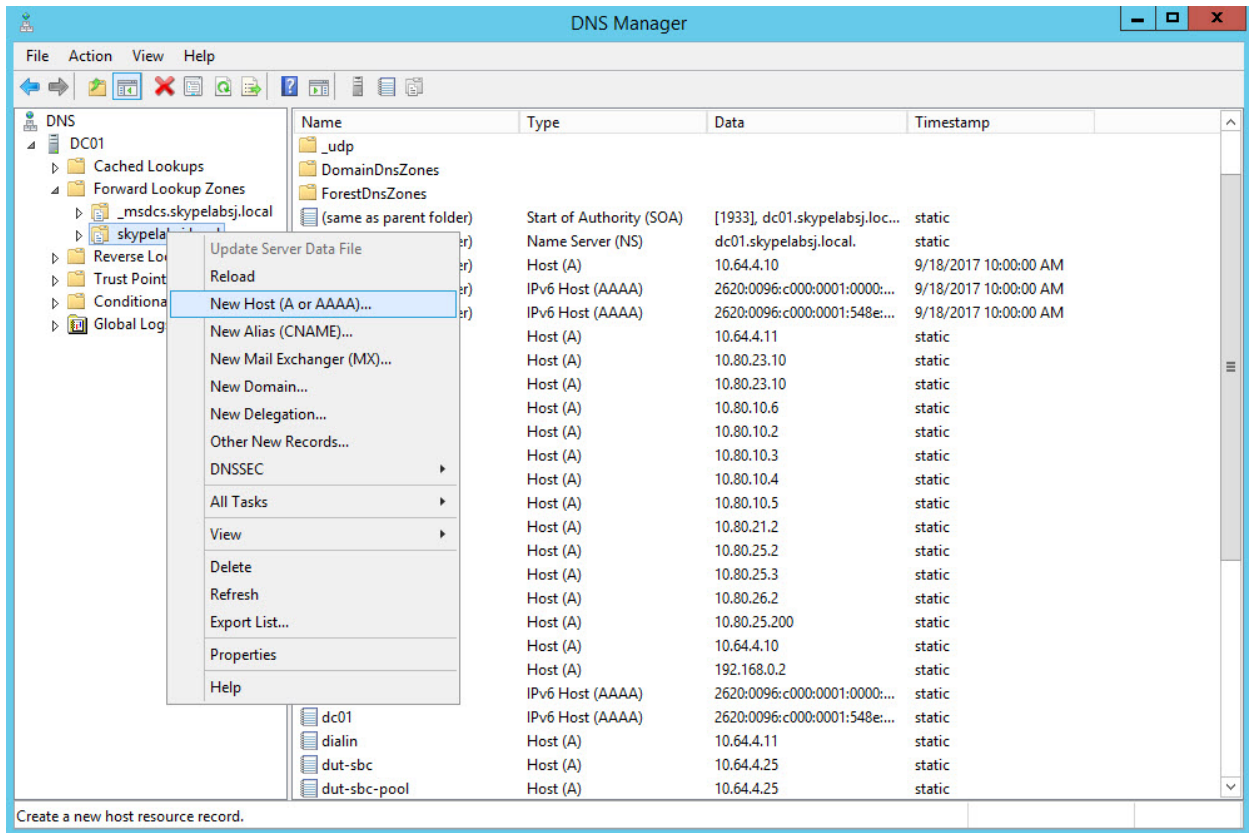 DNS Manager
X
File Action View Help
DNS
DC01
Cached Lookups
Forward Lookup Zones
_msdcs.skypelabsj.local
Reverse
Trust Point
Global
Update Server Data File
Reload
New Host (A or AAAA)...
New Alias (CNAME)...
New Mail Exchanger (MX)...
New Domain...
New Delegation...
Other New Records...
DNSSEC
All Tasks
View
Delete
Refresh
Export List...
Properties
Help
Name Type Data Timestamp
_udp
DomainDnsZones
ForestDnsZones
(same as parent folder) Start of Authority (SOA) [1933], dc01.skypelabsj.loc... static
er) Name Server (NS) dc01.skypelabsj.local. static
er) Host (A) 10.64.4.10 9/18/2017 10:00:00 AM
er) IPv6 Host (AAAA) 2620:0096:c000:0001:0000:... 9/18/2017 10:00:00 AM
er) IPv6 Host (AAAA) 2620:0096:c000:0001:548e:... 9/18/2017 10:00:00 AM
Host (A) 10.64.4.11 static
Host (A) 10.80.23.10 static
Host (A) 10.80.23.10 static
Host (A) 10.80.10.6 static
Host (A) 10.80.10.2 static
Host (A) 10.80.10.3 static
Host (A) 10.80.10.4 static
Host (A) 10.80.10.5 static
Host (A) 10.80.21.2 static
Host (A) 10.80.25.2 static
Host (A) 10.80.25.3 static
Host (A) 10.80.26.2 static
Host (A) 10.80.25.200 static
Host (A) 10.64.4.10 static
Host (A) 192.168.0.2 static
IPv6 Host (AAAA) 2620:0096:c000:0001:0000:... static
dc01 IPv6 Host (AAAA) 2620:0096:c000:0001:548e:... static
dialin Host (A) 10.64.4.11 static
dut-sbc Host (A) 10.64.4.25 static
dut-sbc-pool Host (A) 10.64.4.25 static
Create a new host resource record.